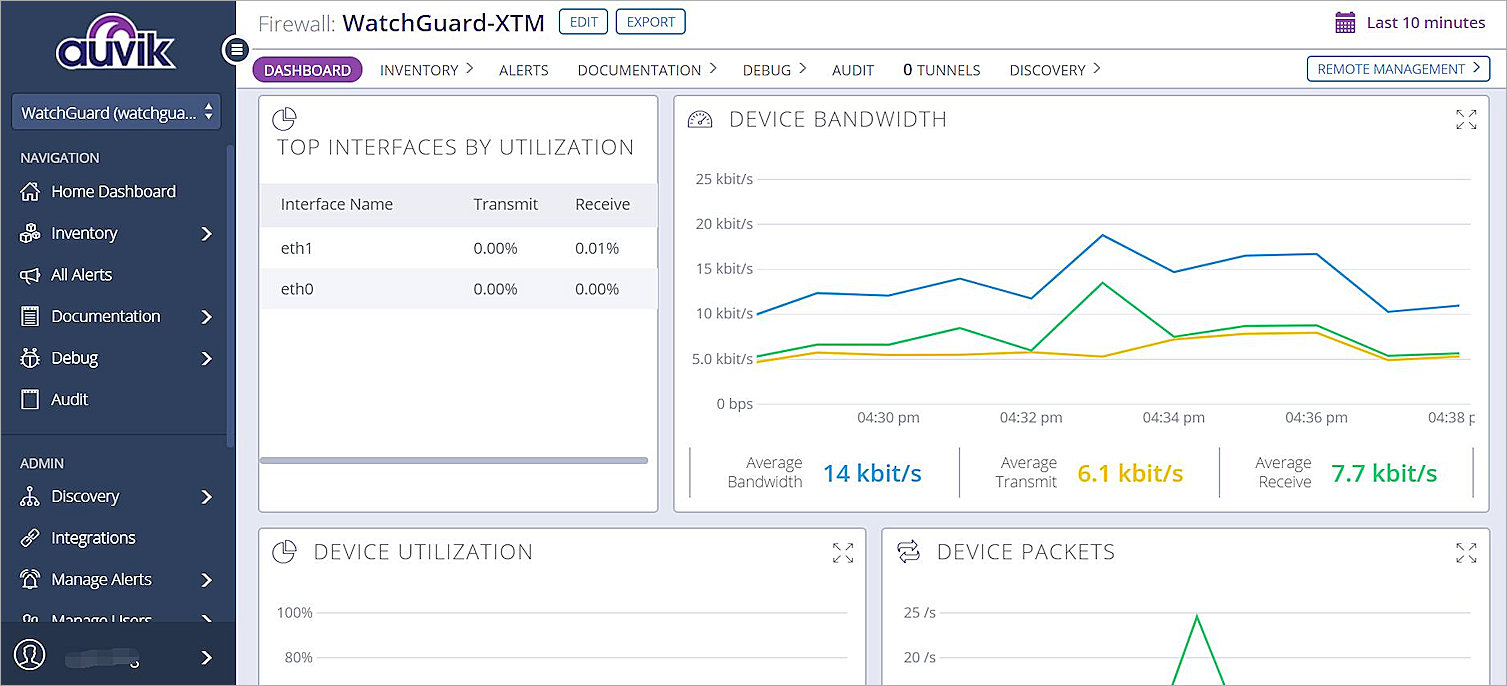 auvik
WatchGuard (watchgua...
NAVIGATION
Home Dashboard
Inventory
All Alerts
Documentation
Debug
Audit
ADMIN
Discovery
Integrations
Manage Alerts
Manage Users
Firewall: WatchGuard-XTM EDIT EXPORT
Last 10 minutes
DASHBOARD INVENTORY ALERTS DOCUMENTATION DEBUG AUDIT 0 TUNNELS DISCOVERY
REMOTE MANAGEMENT
TOP INTERFACES BY UTILIZATION
Interface Name Transmit Receive
eth1 0.00% 0.01%
eth0 0.00% 0.00%
DEVICE BANDWIDTH
25 kbit/s
20 kbit/s
15 kbit/s
10 kbit/s
5.0 kbit/s
0 bps
04:30 pm 04:32 pm 04:34 pm 04:36 pm 04:38 p
Average
Bandwidth
14 kbit/s
Average
Transmit
6.1 kbit/s
Average
Receive
7.7 kbit/s
DEVICE UTILIZATION
100%
80%
DEVICE PACKETS
25 /s
20 /s